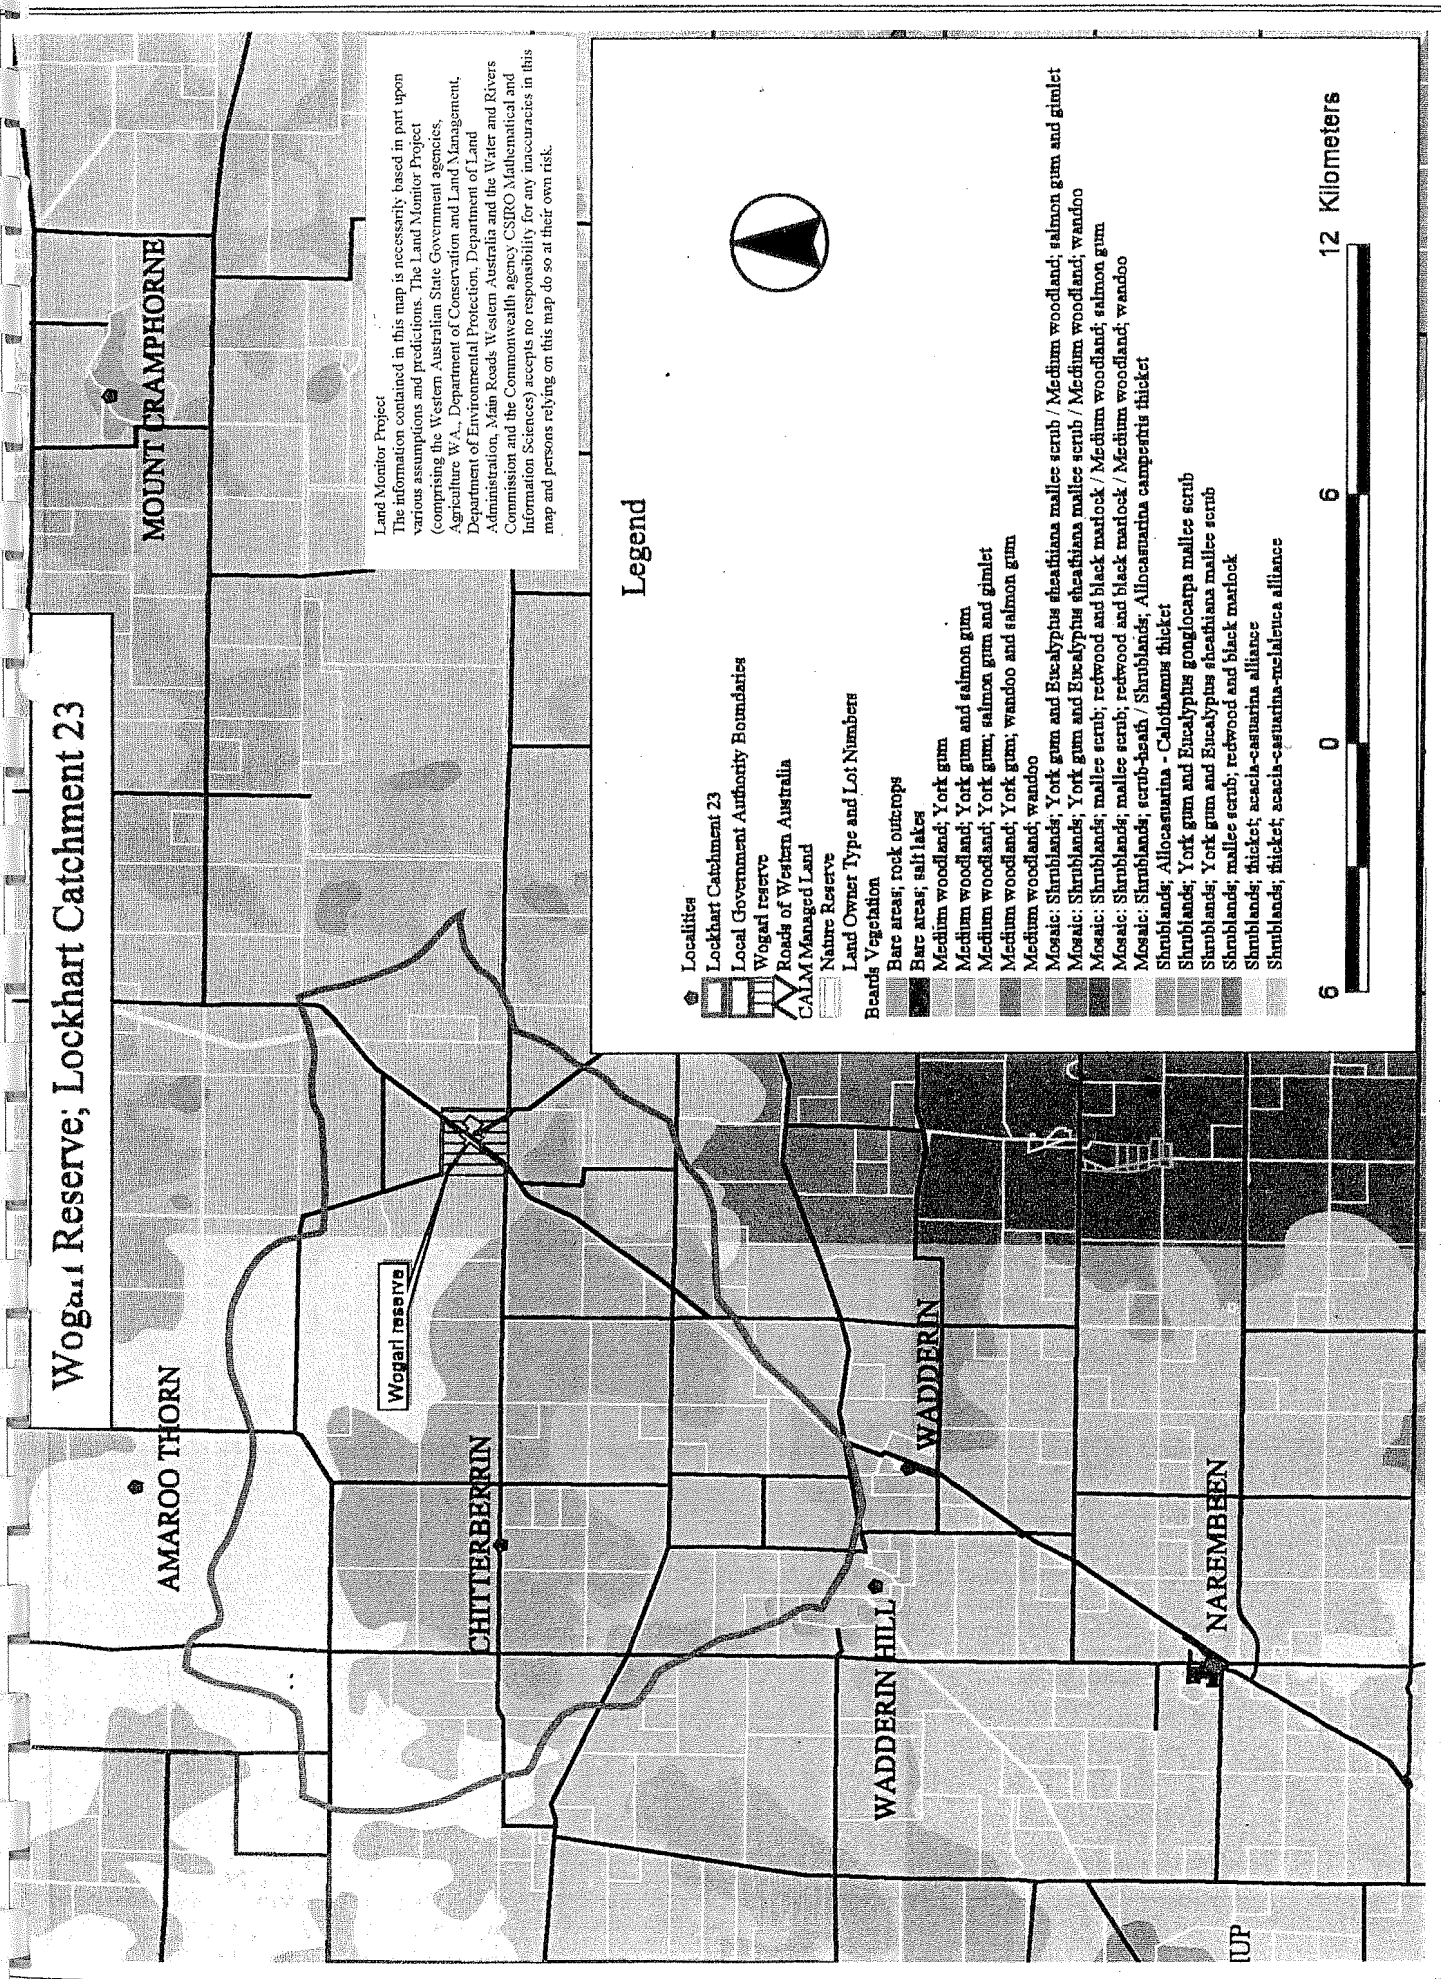 Wogarl Reserve; Lockhart Catchment 23
MOUNT CRAMPHORNE
AMAROO THORN
Wogarl reserve
CHITTERBERRIN
WADDERIN
WADDERIN HILL
NAREMBEEN
UP
Land Monitor Project
The information contained in this map is necessarily based in part upon
various assumptions and predictions. The Land Monitor Project
(comprising the Western Australian State Government agencies,
Agriculture WA., Department of Conservation and Land Management,
Department of Environmental Protection, Department of Land
Administration, Main Roads Western Australia and the Water and Rivers
Commission and the Commonwealth agency CSIRO Mathematical and
Information Sciences) accepts no responsibility for any inaccuracies in this
map and persons relying on this map do so at their own risk.
Legend
Localities
Lockhart Catchment 23
Local Government Authority Boundaries
Wogarl reserve
Roads of Western Australia
CALM Managed Land
Nature Reserve
Land Owner Type and Lot Numbers
Beards Vegetation
Bare areas; rock outcrops
Bare areas; salt lakes
Medium woodland; York gum
Medium woodland; York gum and salmon gum
Medium woodland; York gum; salmon gum and gimlet
Medium woodland; York gum; wandoo and salmon gum
Medium woodland; wandoo
Mosaic: Shrublands; York gum and Eucalyptus sheathiana mallee scrub / Medium woodland; salmon gum and gimlet
Mosaic: Shrublands; York gum and Eucalyptus sheathiana mallee scrub / Medium woodland; wandoo
Mosaic: Shrublands; mallee scrub; redwood and black marlock / Medium woodland; salmon gum
Mosaic: Shrublands; mallee scrub; redwood and black marlock / Medium woodland; wandoo
Mosaic: Shrublands; scrub-heath / Shrublands; Allocasuarina campestris thicket
Shrublands; Allocasuarina - Calothamus thicket
Shrublands; York gum and Eucalyptus gonglocarpa mallee scrub
Shrublands; York gum and Eucalyptus sheathiana mallee scrub
Shrublands; mallee scrub; redwood and black marlock
Shrublands; thicket; acacia-casuarina alliance
Shrublands; thicket; acacia-casuarina-melaleuca alliance
6 0 6 12 Kilometers